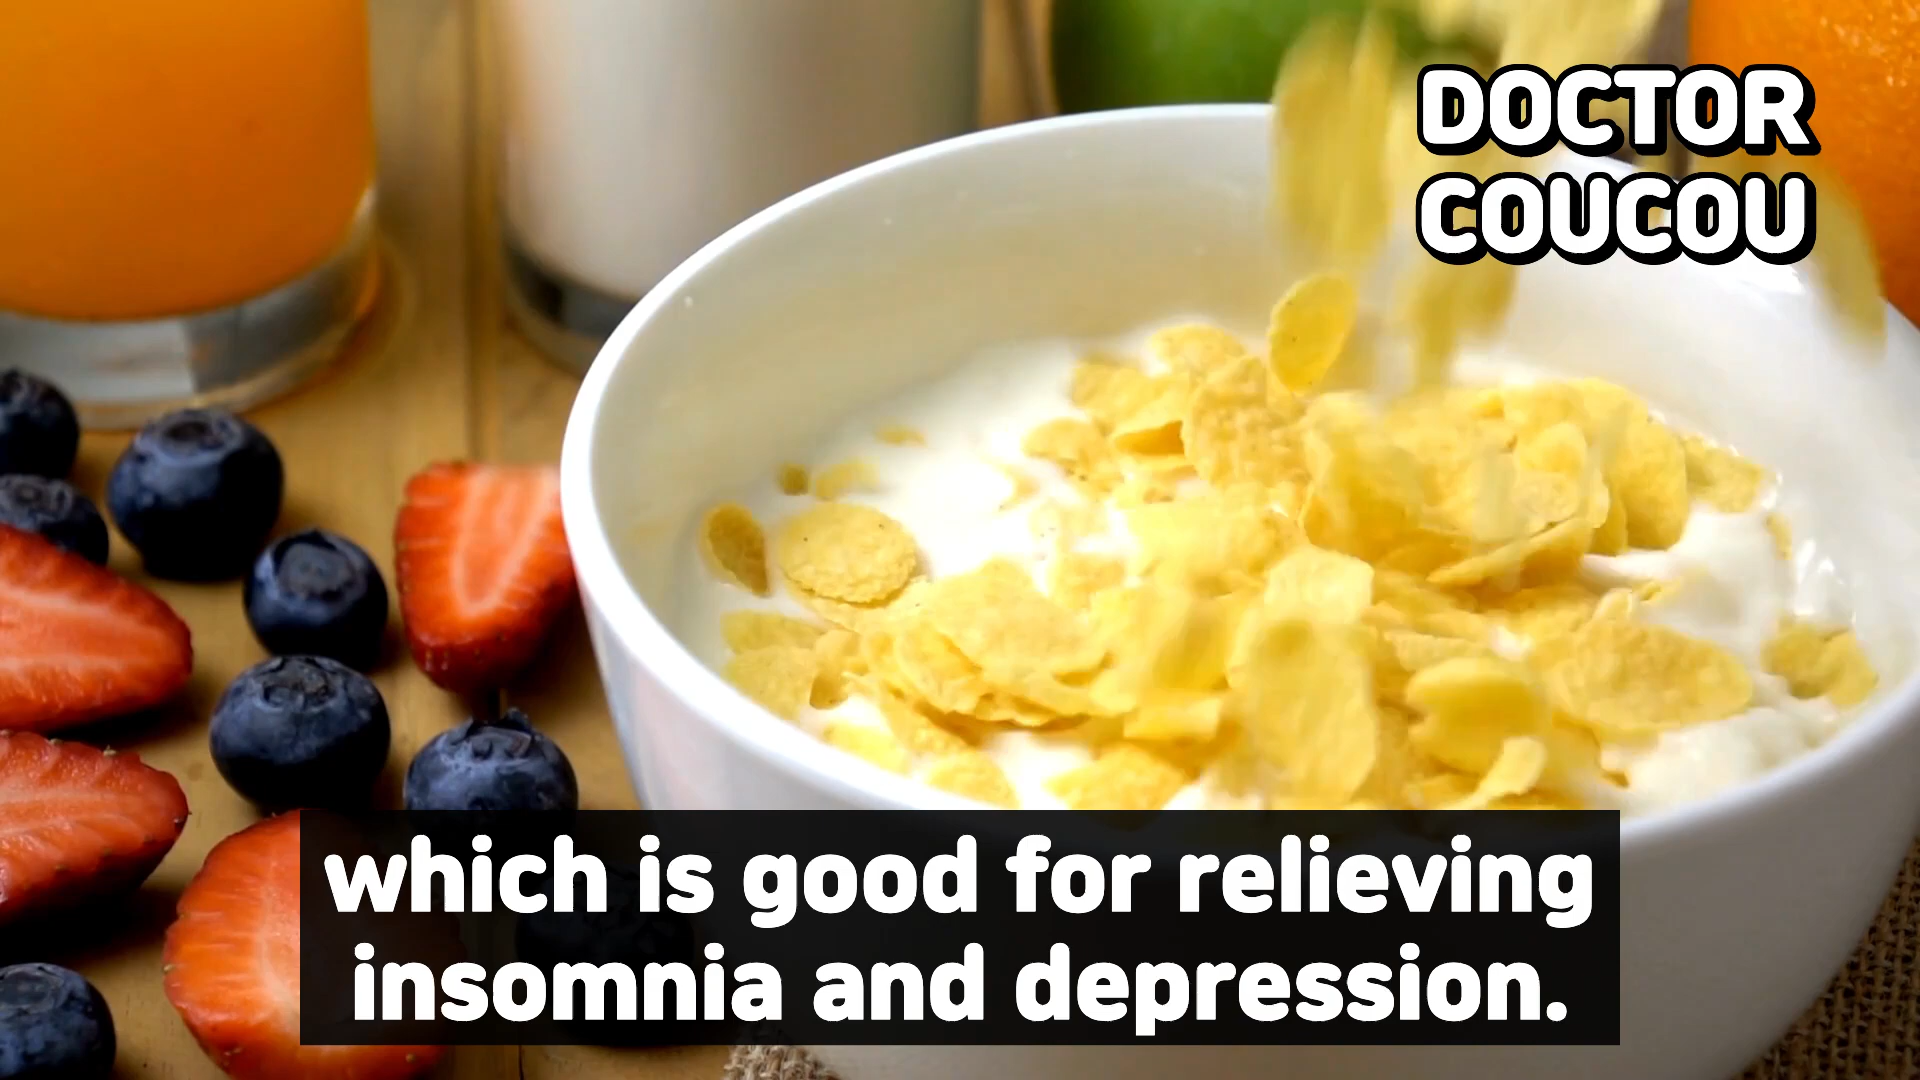 DOCTOR
COUCOU
which is good for relieving
insomnia and depression.